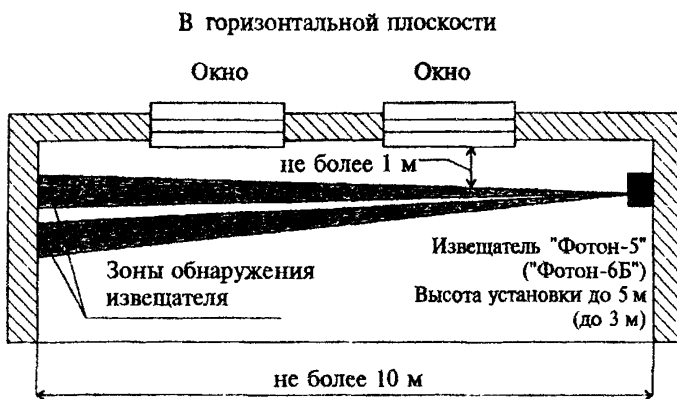 В горизонтальной плоскости
Окно Окно
не более 1 м
Извещатель "Фотон-5"
("Фотон-6Б")
Высота установки до 5 м
(до 3 м)
Зоны обнаружения
извещателя
не более 10 м